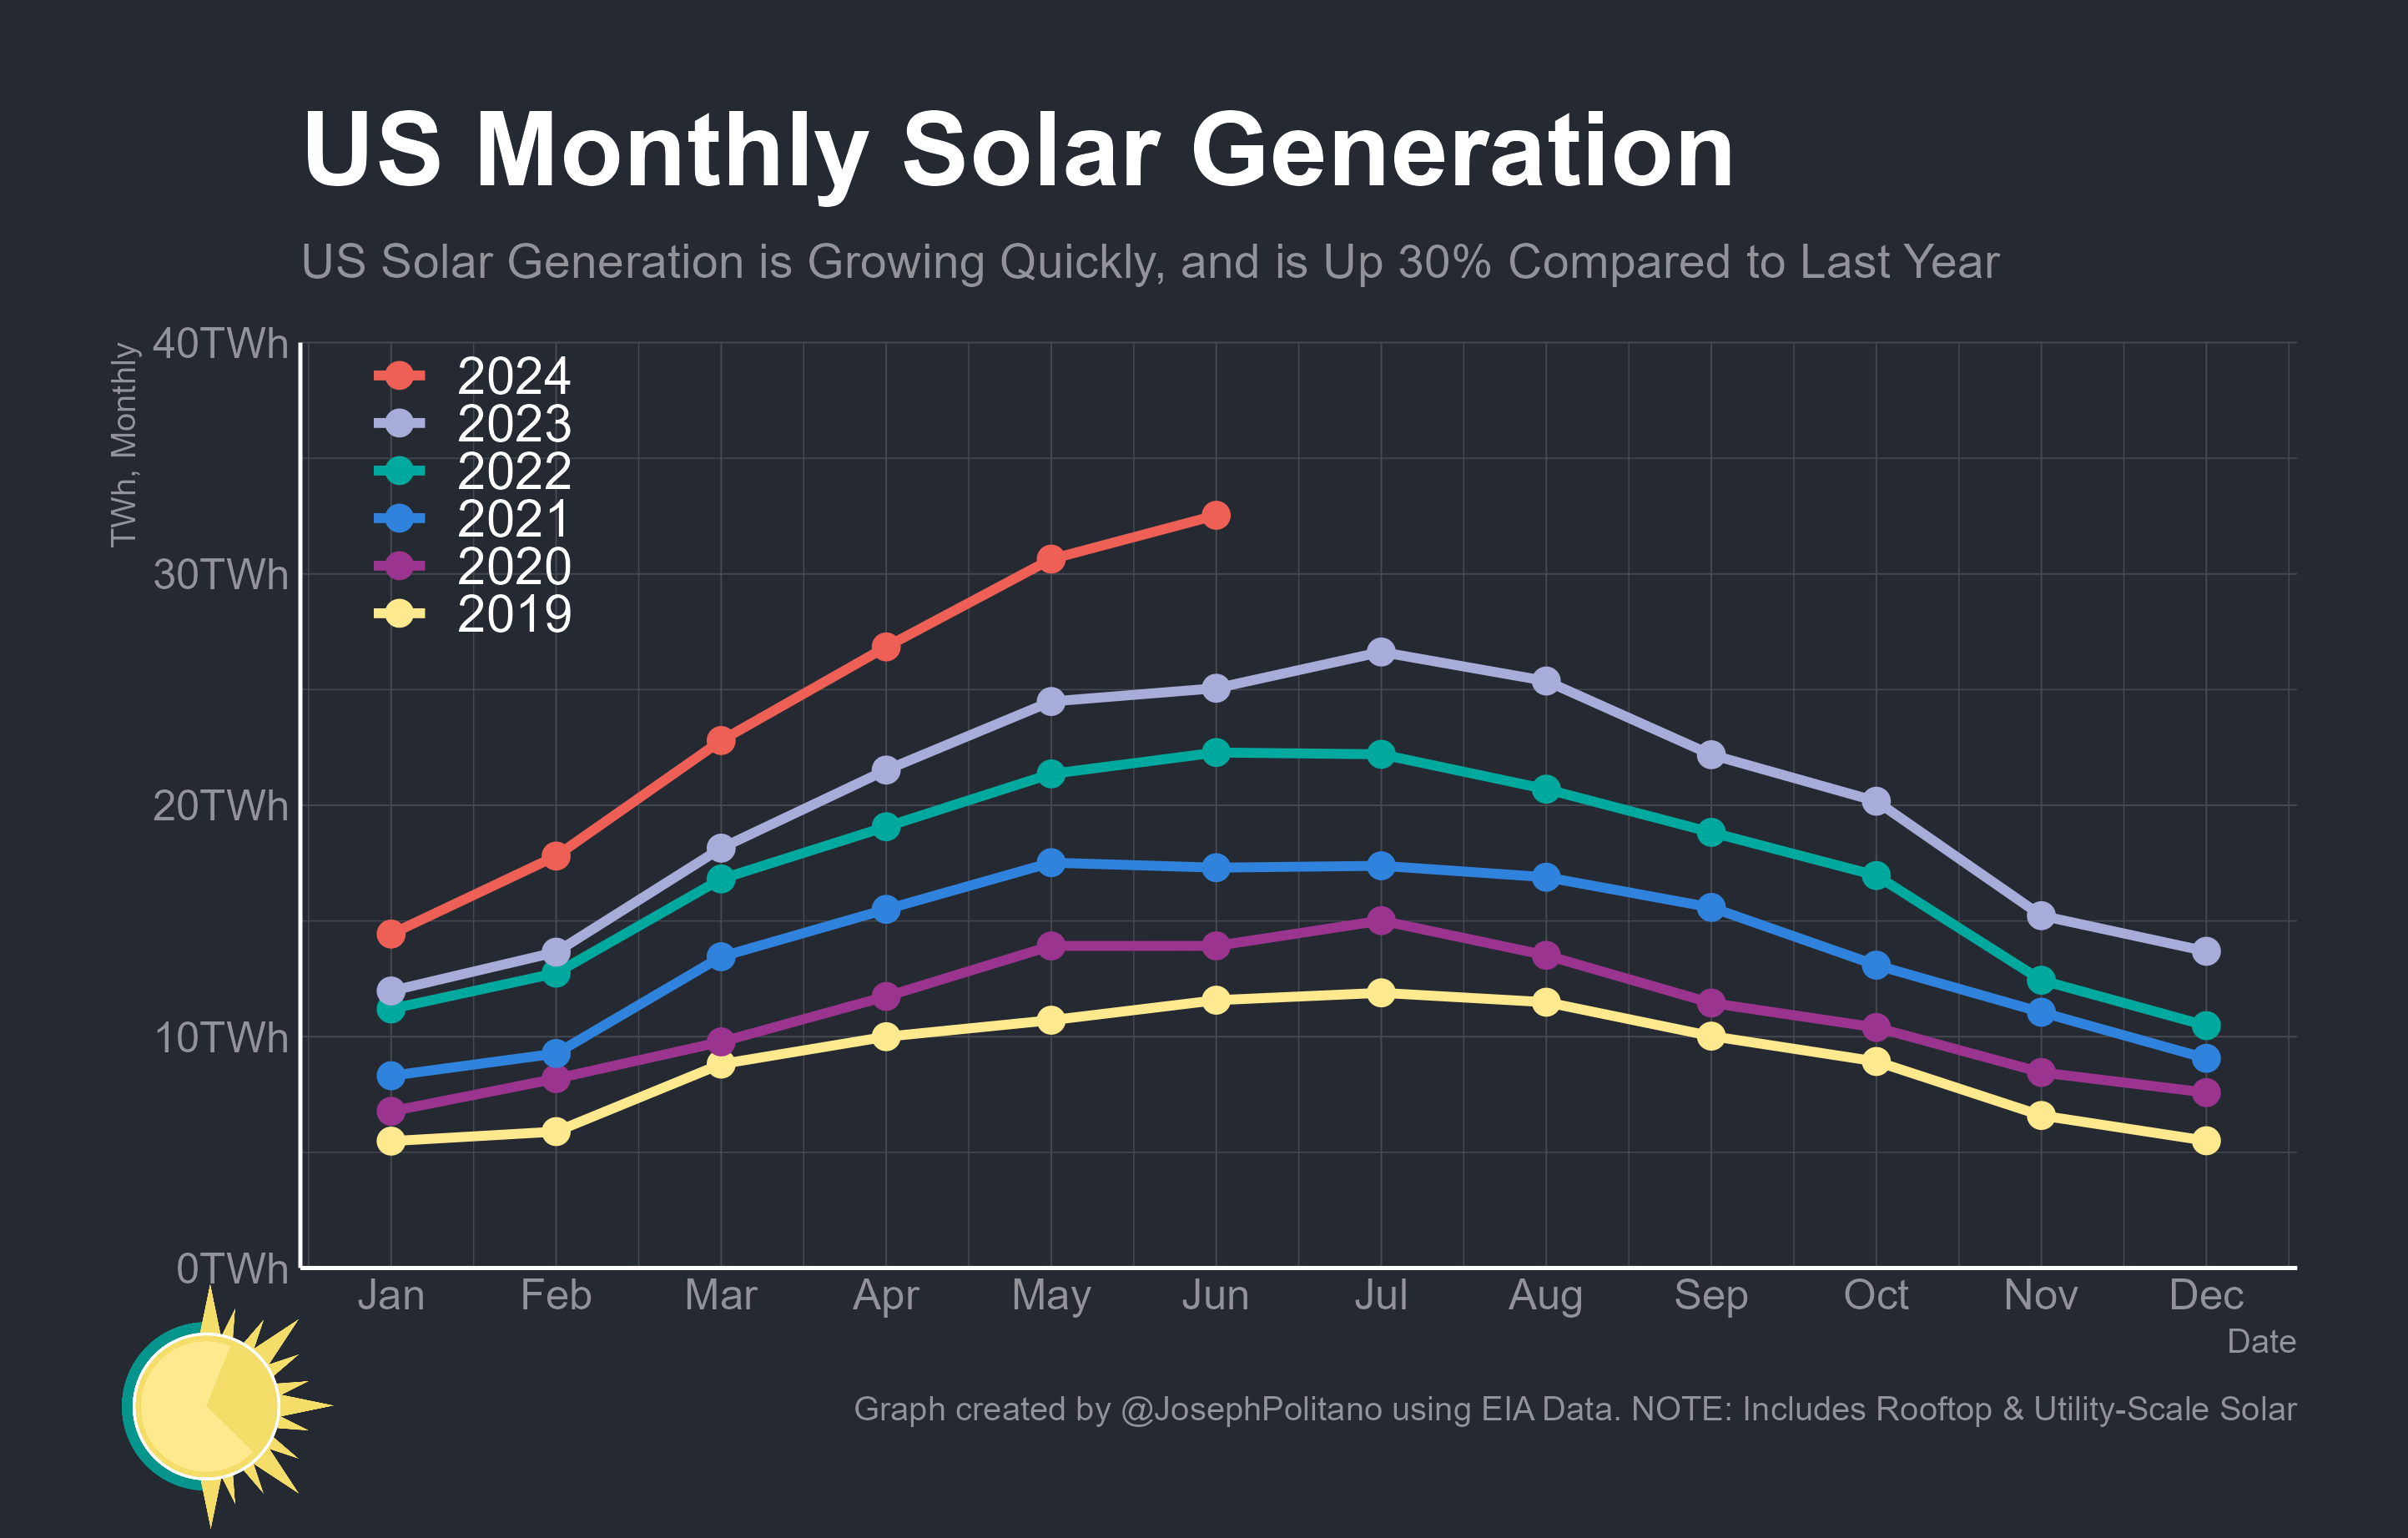 US Monthly Solar Generation
US Solar Generation is Growing Quickly, and is Up 30% Compared to Last Year
TWh, Monthly
40TWh
30TWh
20TWh
10TWh
0TWh
2024
2023
2022
2021
2020
2019
Jan Feb Mar Apr May Jun Jul Aug Sep Oct Nov Dec
Date
Graph created by @JosephPolitano using EIA Data. NOTE: Includes Rooftop & Utility-Scale Solar